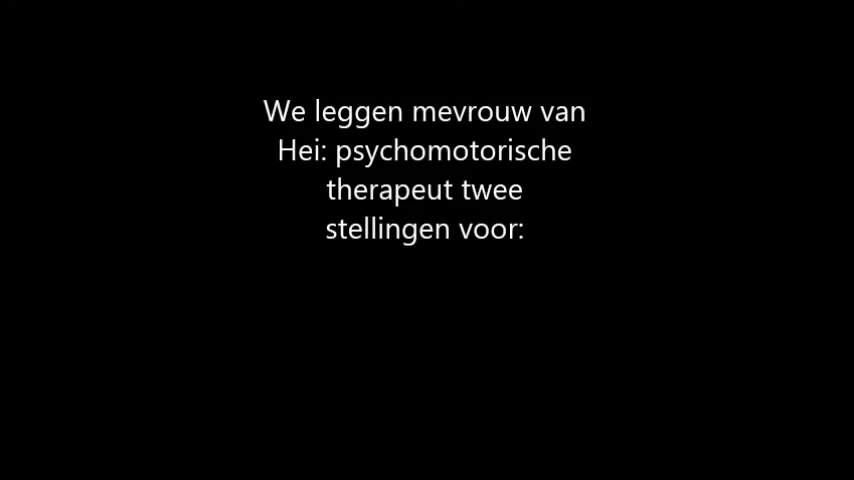 We leggen mevrouw van
Hei: psychomotorische
therapeut twee
stellingen voor: